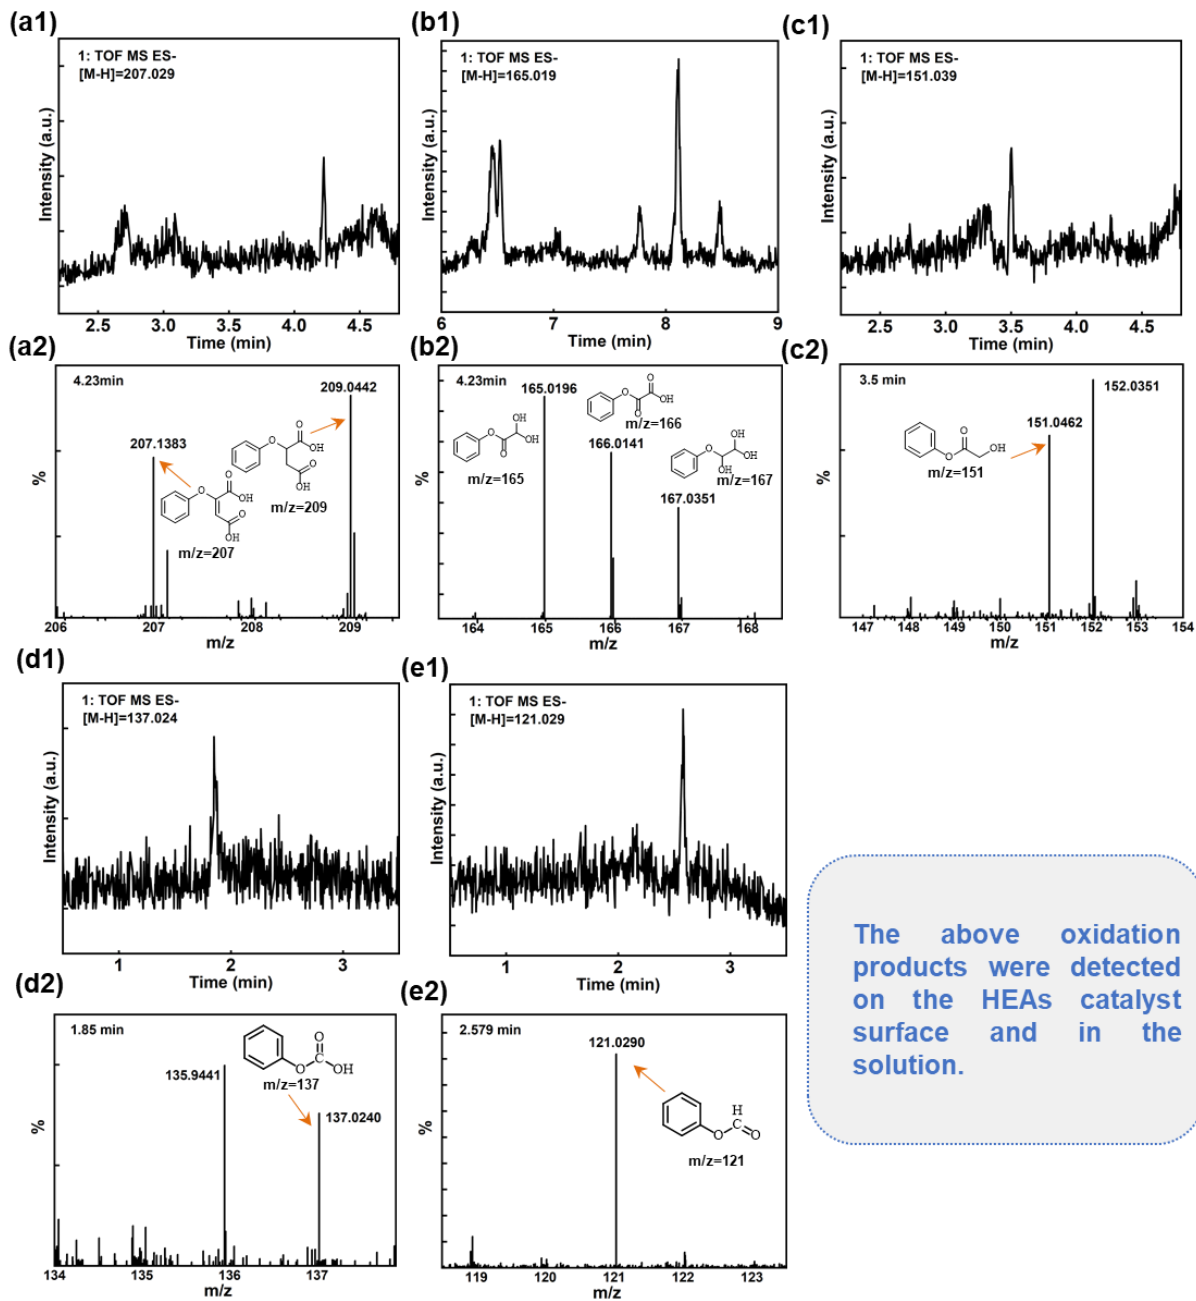 (a1)
1: TOF MS ES-
[M-H]=207.029
Intensity (a.u.)
2.5 3.0 3.5 4.0 4.5
Time (min)
(b1)
1: TOF MS ES-
[M-H]=165.019
Intensity (a.u.)
6 7 8 9
Time (min)
(c1)
1: TOF MS ES-
[M-H]=151.039
Intensity (a.u.)
2.5 3.0 3.5 4.0 4.5
Time (min)
(a2)
4.23min
209.0442
207.1383
O
O
OH
O
OH
m/z=209
O
O
OH
O
OH
m/z=207
%
206 207 208 209
m/z
(b2)
4.23min
165.0196
OH
O
OH
O
m/z=165
O
O
OH
O
m/z=166
166.0141
OH
O
OH
OH
m/z=167
167.0351
%
164 165 166 167 168
m/z
(c2)
3.5 min
152.0351
151.0462
O
OH
O
m/z=151
%
147 148 149 150 151 152 153 154
m/z
(d1)
1: TOF MS ES-
[M-H]=137.024
Intensity (a.u.)
1 2 3
Time (min)
(e1)
1: TOF MS ES-
[M-H]=121.029
Intensity (a.u.)
1 2 3
Time (min)
(d2)
1.85 min
O
O C OH
m/z=137
135.9441
137.0240
%
134 135 136 137
m/z
(e2)
2.579 min
121.0290
H
C
O O
m/z=121
%
119 120 121 122 123
m/z
The above oxidation
products were detected
on the HEAs catalyst
surface and in the
solution.